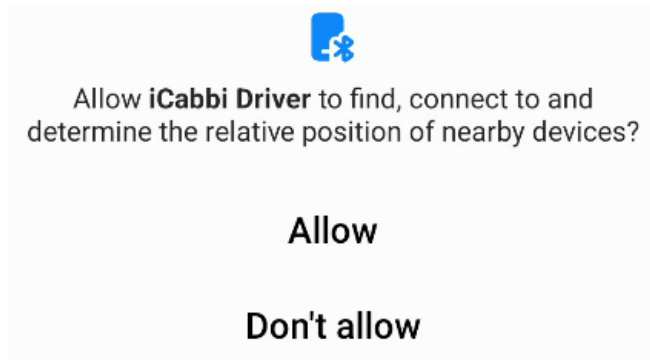 Allow iCabbi Driver to find, connect to and
determine the relative position of nearby devices?
Allow
Don't allow